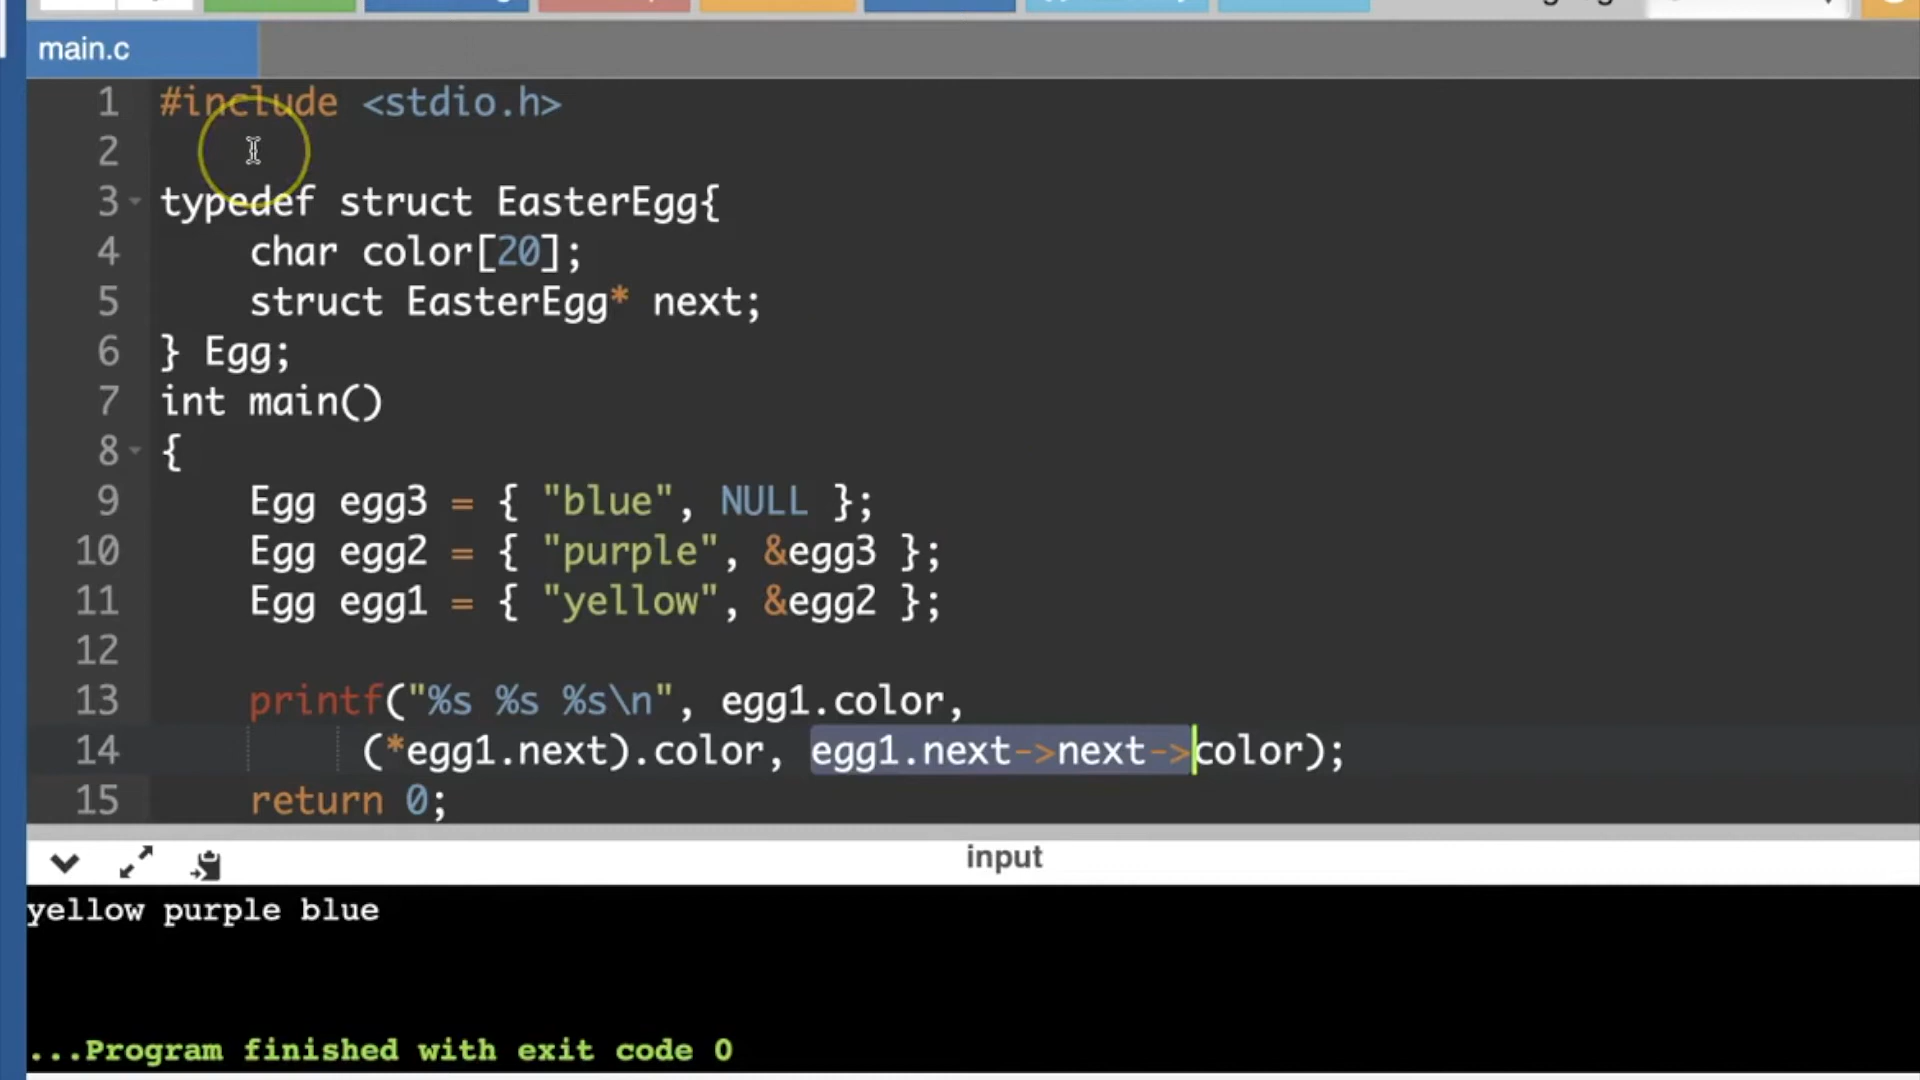 main.c
1 #include <stdio.h>
2
3 typedef struct EasterEgg{
4 char color[20];
5 struct EasterEgg* next;
6 } Egg;
7 int main()
8 {
9 Egg egg3 = { "blue", NULL };
10 Egg egg2 = { "purple", &egg3 };
11 Egg egg1 = { "yellow", &egg2 };
12
13 printf("%s %s %s\n", egg1.color,
14 (*egg1.next).color, egg1.next->next->color);
15 return 0;
input
yellow purple blue
...Program finished with exit code 0